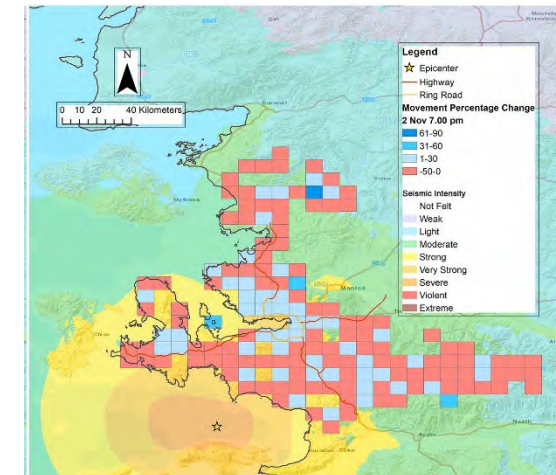 N
0 10 20 40 Kilometers
Legend
Epicenter
Highway
Ring Road
Movement Percentage Change
2 Nov 7.00 pm
61-90
31-60
1-30
-50-0
Seismic Intensity
Not Felt
Weak
Light
Moderate
Strong
Very Strong
Severe
Violent
Extreme
Manisa
Aydın